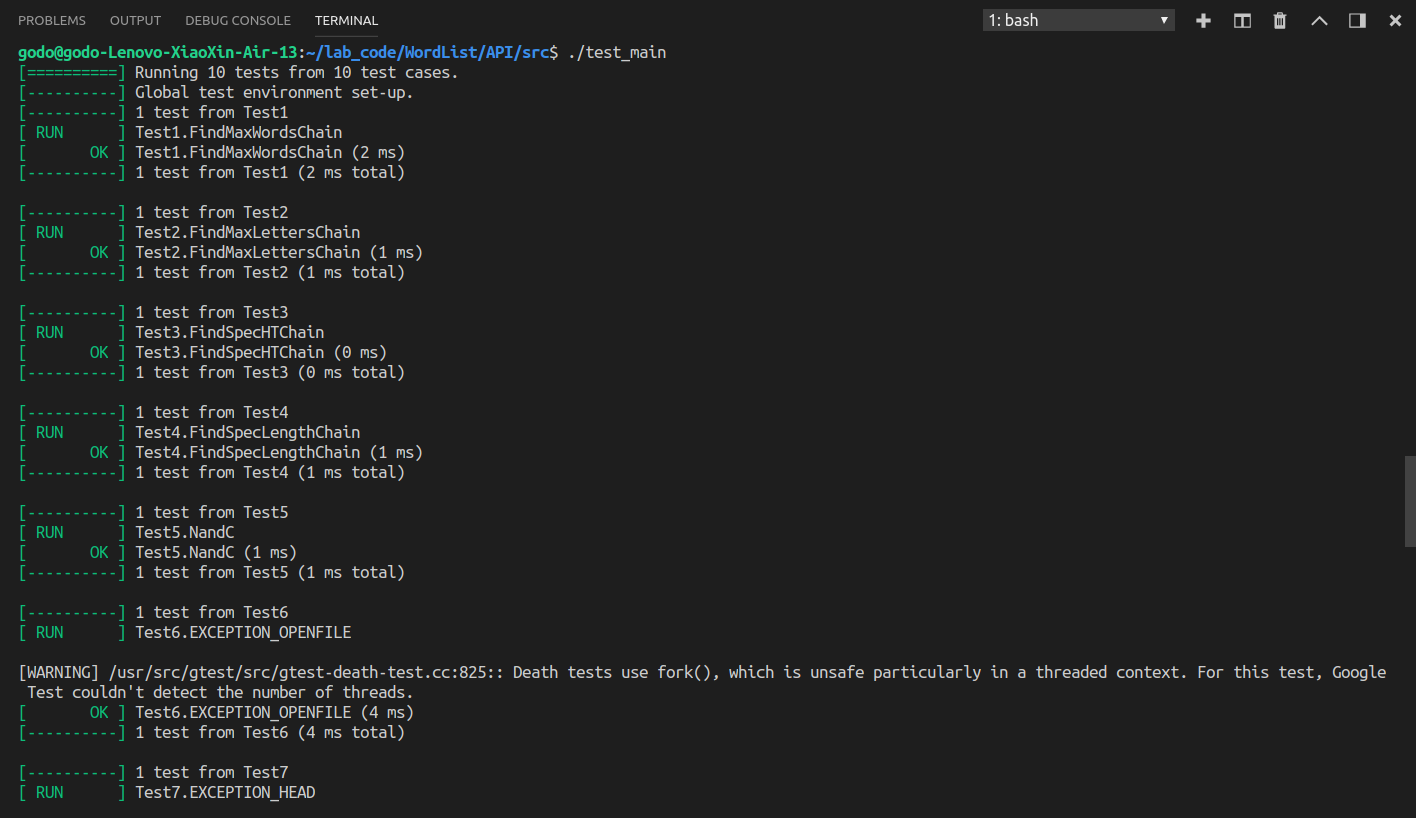 PROBLEMS OUTPUT DEBUG CONSOLE TERMINAL 1: bash
godo@godo-Lenovo-XiaoXin-Air-13:~/lab_code/WordList/API/src$ ./test_main
[==========] Running 10 tests from 10 test cases.
[----------] Global test environment set-up.
[----------] 1 test from Test1
[ RUN      ] Test1.FindMaxWordsChain
[       OK ] Test1.FindMaxWordsChain (2 ms)
[----------] 1 test from Test1 (2 ms total)

[----------] 1 test from Test2
[ RUN      ] Test2.FindMaxLettersChain
[       OK ] Test2.FindMaxLettersChain (1 ms)
[----------] 1 test from Test2 (1 ms total)

[----------] 1 test from Test3
[ RUN      ] Test3.FindSpecHTChain
[       OK ] Test3.FindSpecHTChain (0 ms)
[----------] 1 test from Test3 (0 ms total)

[----------] 1 test from Test4
[ RUN      ] Test4.FindSpecLengthChain
[       OK ] Test4.FindSpecLengthChain (1 ms)
[----------] 1 test from Test4 (1 ms total)

[----------] 1 test from Test5
[ RUN      ] Test5.NandC
[       OK ] Test5.NandC (1 ms)
[----------] 1 test from Test5 (1 ms total)

[----------] 1 test from Test6
[ RUN      ] Test6.EXCEPTION_OPENFILE

[WARNING] /usr/src/gtest/src/gtest-death-test.cc:825:: Death tests use fork(), which is unsafe particularly in a threaded context. For this test, Google
 Test couldn't detect the number of threads.
[       OK ] Test6.EXCEPTION_OPENFILE (4 ms)
[----------] 1 test from Test6 (4 ms total)

[----------] 1 test from Test7
[ RUN      ] Test7.EXCEPTION_HEAD